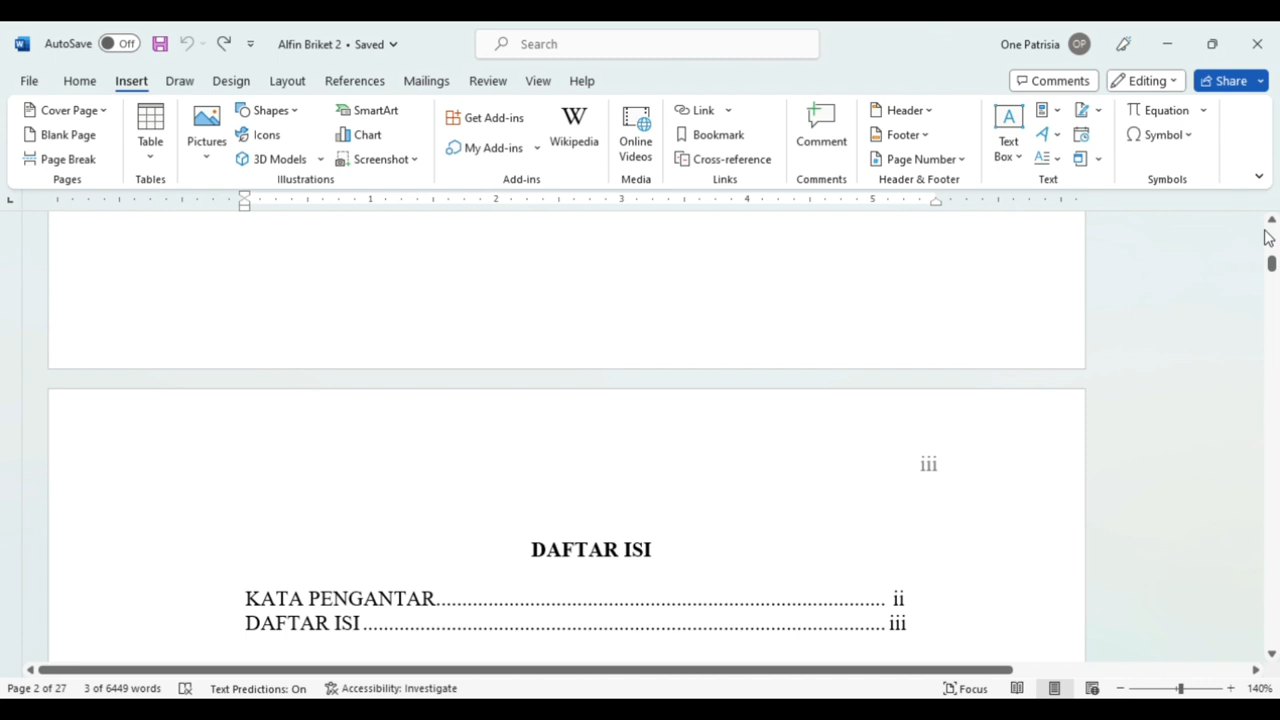 AutoSave Off Alfin Briket 2 • Saved Search One Patrisia OP
File Home Insert Draw Design Layout References Mailings Review View Help Comments Editing Share
Cover Page
Blank Page
Page Break
Pages
Table
Tables
Pictures
Shapes
Icons
3D Models
SmartArt
Chart
Screenshot
Illustrations
Get Add-ins
My Add-ins
W
Wikipedia
Add-ins
Online
Videos
Media
Link
Bookmark
Cross-reference
Links
Comment
Comments
Header
Footer
Page Number
Header & Footer
A
Text
Box
Text
Equation
Symbol
Symbols
1 2 3 4 5
iii
DAFTAR ISI
KATA PENGANTAR..................................................................................... ii
DAFTAR ISI................................................................................................... iii
Page 2 of 27 3 of 6449 words Text Predictions: On Accessibility: Investigate Focus 140%